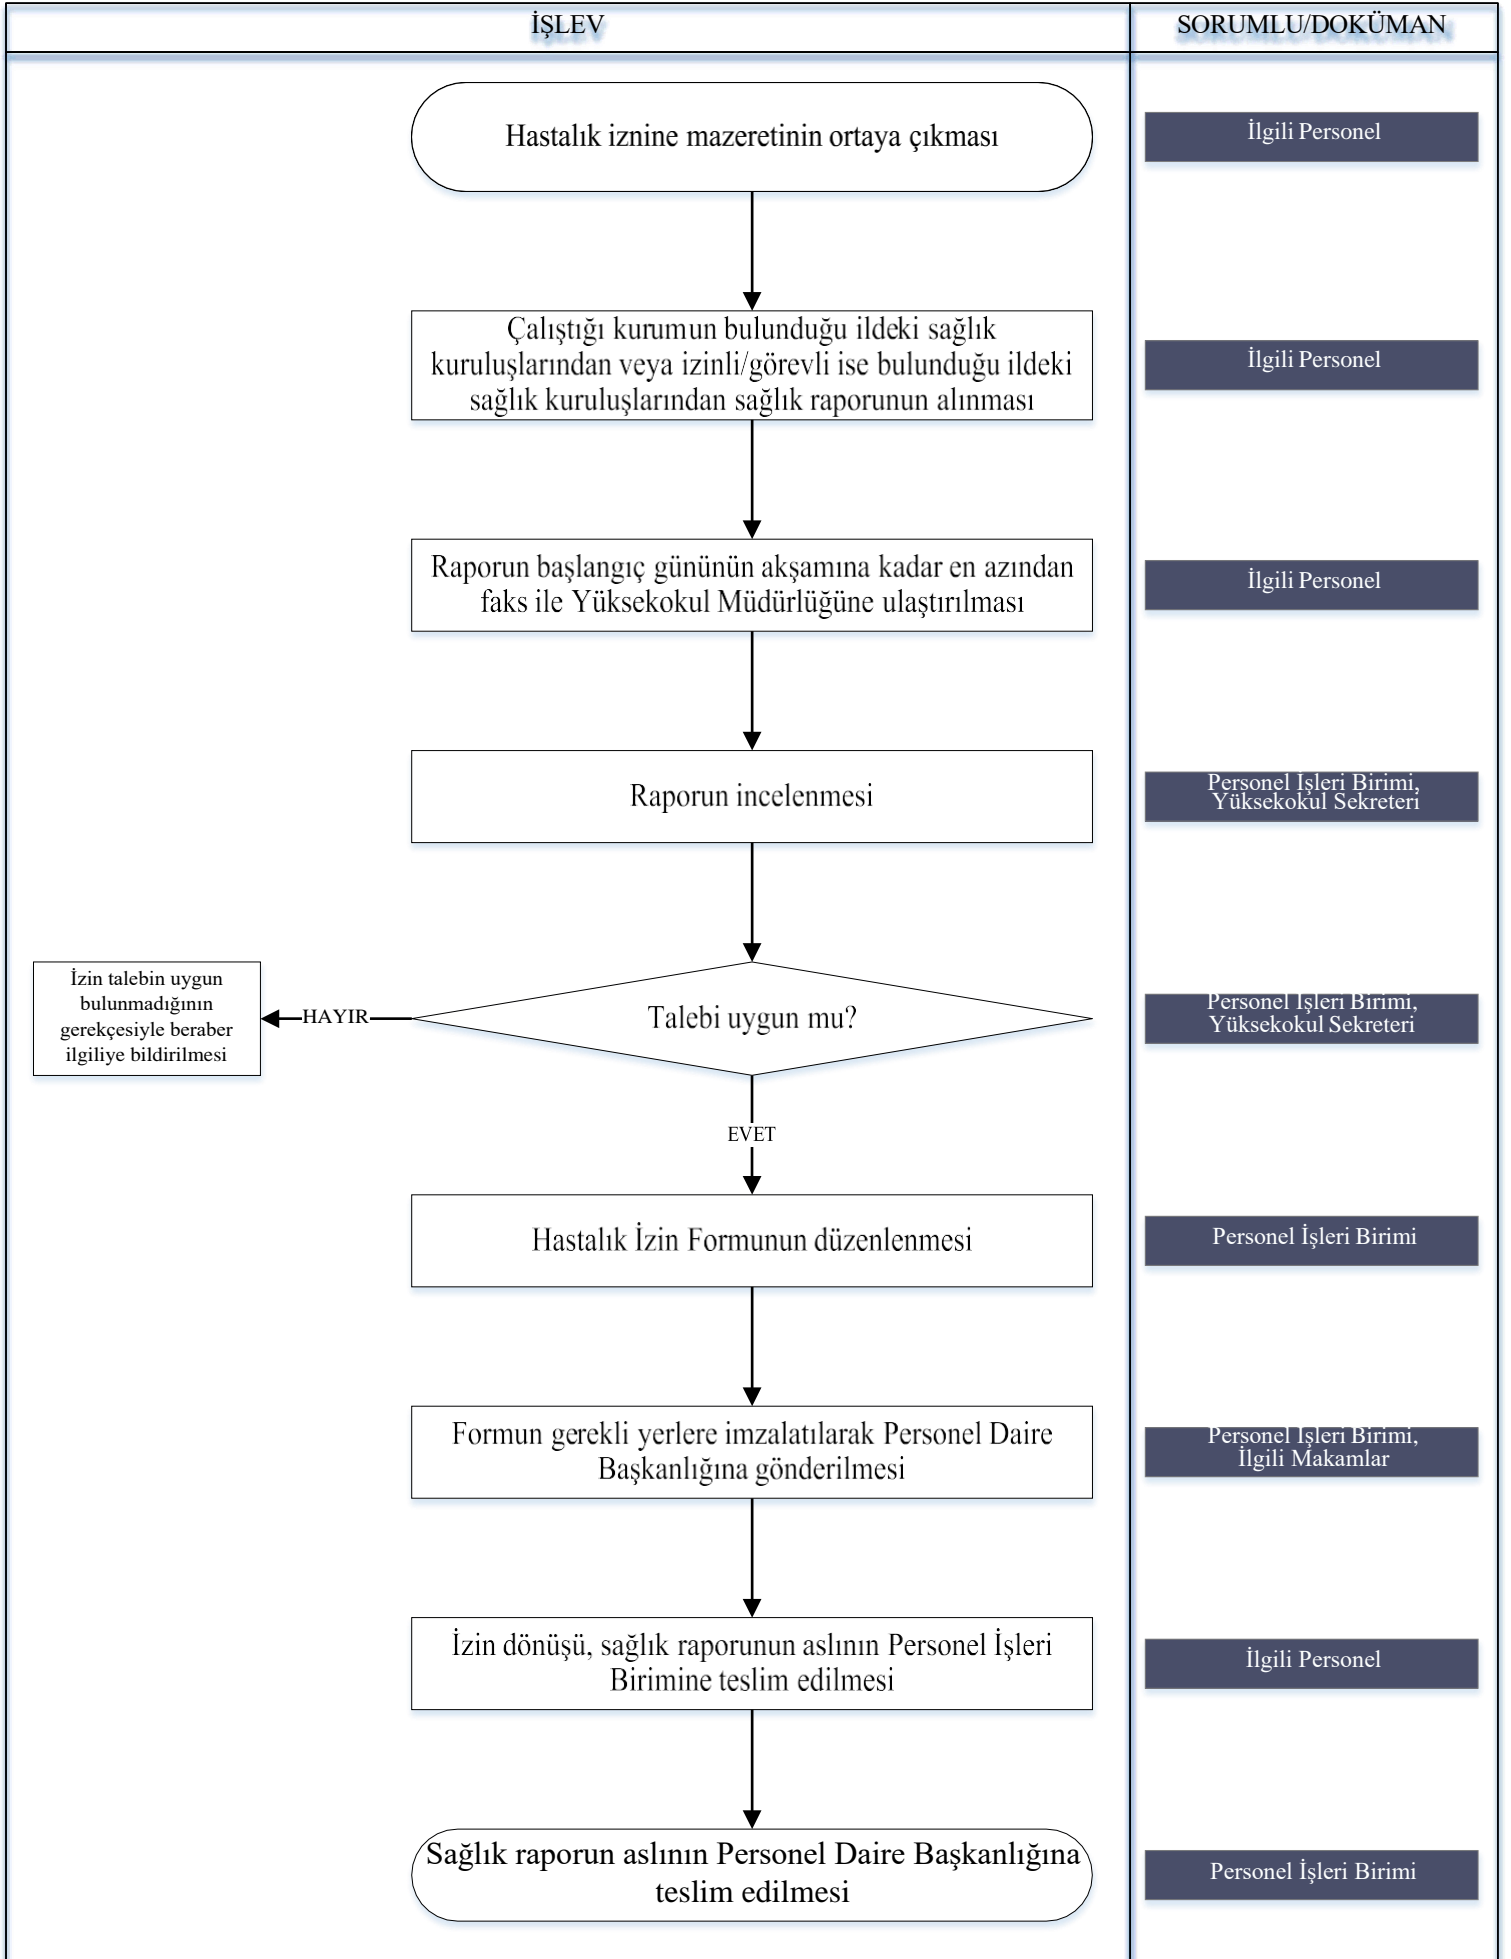 İŞLEV
SORUMLU/DOKÜMAN
Hastalık iznine mazeretinin ortaya çıkması
İlgili Personel
Çalıştığı kurumun bulunduğu ildeki sağlık
kuruluşlarından veya izinli/görevli ise bulunduğu ildeki
sağlık kuruluşlarından sağlık raporunun alınması
İlgili Personel
Raporun başlangıç gününün akşamına kadar en azından
faks ile Yüksekokul Müdürlüğüne ulaştırılması
İlgili Personel
Raporun incelenmesi
Personel İşleri Birimi,
Yüksekokul Sekreteri
İzin talebin uygun
bulunmadığının
gerekçesiyle beraber
ilgiliye bildirilmesi
HAYIR
Talebi uygun mu?
Personel İşleri Birimi,
Yüksekokul Sekreteri
EVET
Hastalık İzin Formunun düzenlenmesi
Personel İşleri Birimi
Formun gerekli yerlere imzalatılarak Personel Daire
Başkanlığına gönderilmesi
Personel İşleri Birimi,
İlgili Makamlar
İzin dönüşü, sağlık raporunun aslının Personel İşleri
Birimine teslim edilmesi
İlgili Personel
Sağlık raporun aslının Personel Daire Başkanlığına
teslim edilmesi
Personel İşleri Birimi